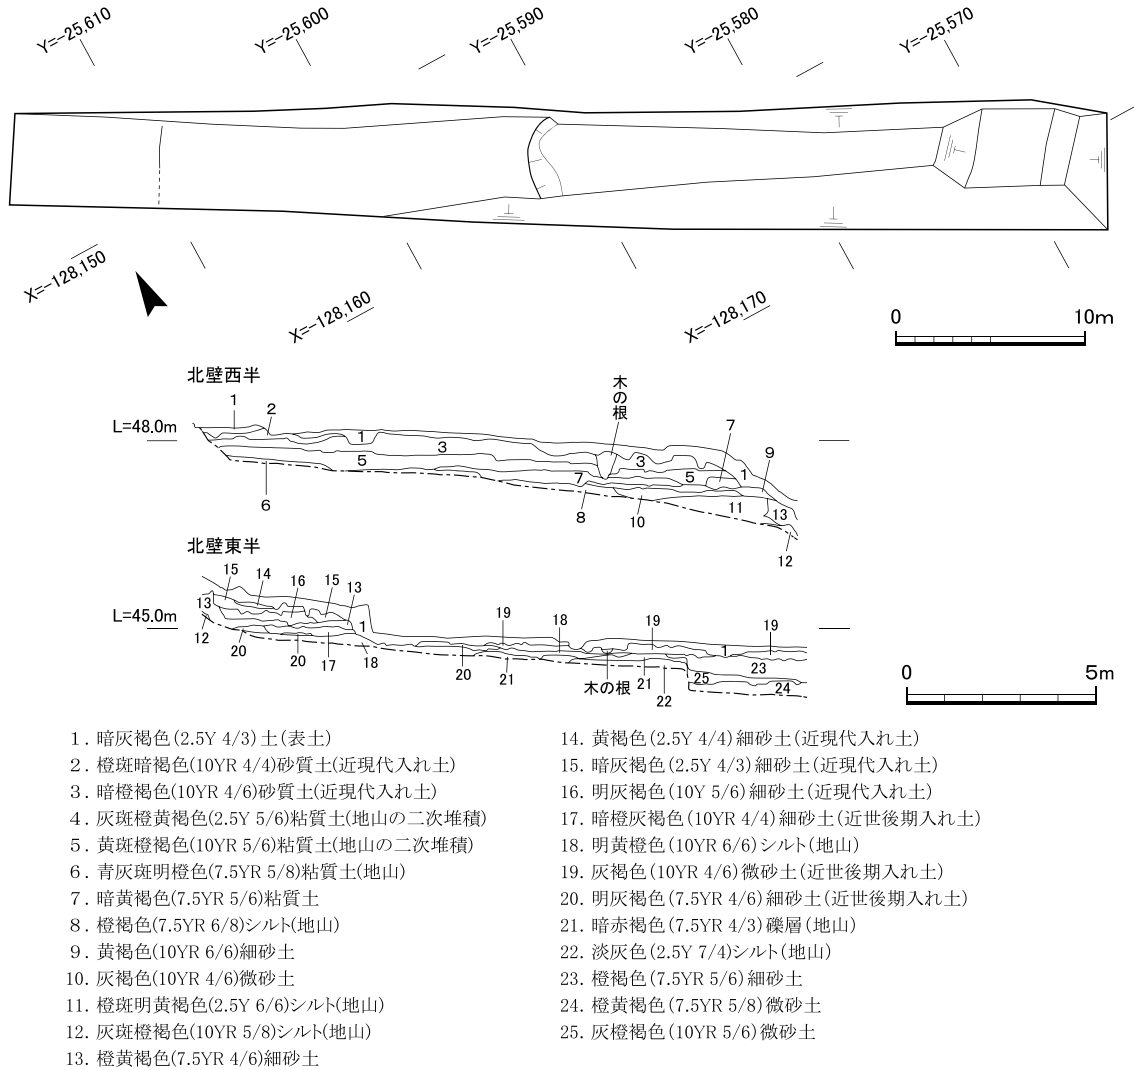 Y=-25,610
Y=-25,600
Y=-25,590
Y=-25,580
Y=-25,570
X=-128,150
X=-128,160
X=-128,170
0 10m
北壁西半
木の根
1
2
7
L=48.0m
1
3
3
9
5
5
1
7
6
8
10
11
13
12
北壁東半
15
14
16
15
13
19
18
19
19
13
L=45.0m
1
1
12
23
20
20
17
18
20
21
木の根
21
22
25
24
0 5m
1. 暗灰褐色(2.5Y 4/3)土(表土)
2. 橙斑暗褐色(10YR 4/4)砂質土(近現代入れ土)
3. 暗橙褐色(10YR 4/6)砂質土(近現代入れ土)
4. 灰斑橙黄褐色(2.5Y 5/6)粘質土(地山の二次堆積)
5. 黄斑橙褐色(10YR 5/6)粘質土(地山の二次堆積)
6. 青灰斑明橙色(7.5YR 5/8)粘質土(地山)
7. 暗黄褐色(7.5YR 5/6)粘質土
8. 橙褐色(7.5YR 6/8)シルト(地山)
9. 黄褐色(10YR 6/6)細砂土
10. 灰褐色(10YR 4/6)微砂土
11. 橙斑明黄褐色(2.5Y 6/6)シルト(地山)
12. 灰斑橙褐色(10YR 5/8)シルト(地山)
13. 橙黄褐色(7.5YR 4/6)細砂土
14. 黄褐色(2.5Y 4/4)細砂土(近現代入れ土)
15. 暗灰褐色(2.5Y 4/3)細砂土(近現代入れ土)
16. 明灰褐色(10Y 5/6)細砂土(近現代入れ土)
17. 暗橙灰褐色(10YR 4/4)細砂土(近世後期入れ土)
18. 明黄橙色(10YR 6/6)シルト(地山)
19. 灰褐色(10YR 4/6)微砂土(近世後期入れ土)
20. 明灰褐色(7.5YR 4/6)細砂土(近世後期入れ土)
21. 暗赤褐色(7.5YR 4/3)礫層(地山)
22. 淡灰色(2.5Y 7/4)シルト(地山)
23. 橙褐色(7.5YR 5/6)細砂土
24. 橙黄褐色(7.5YR 5/8)微砂土
25. 灰橙褐色(10YR 5/6)微砂土